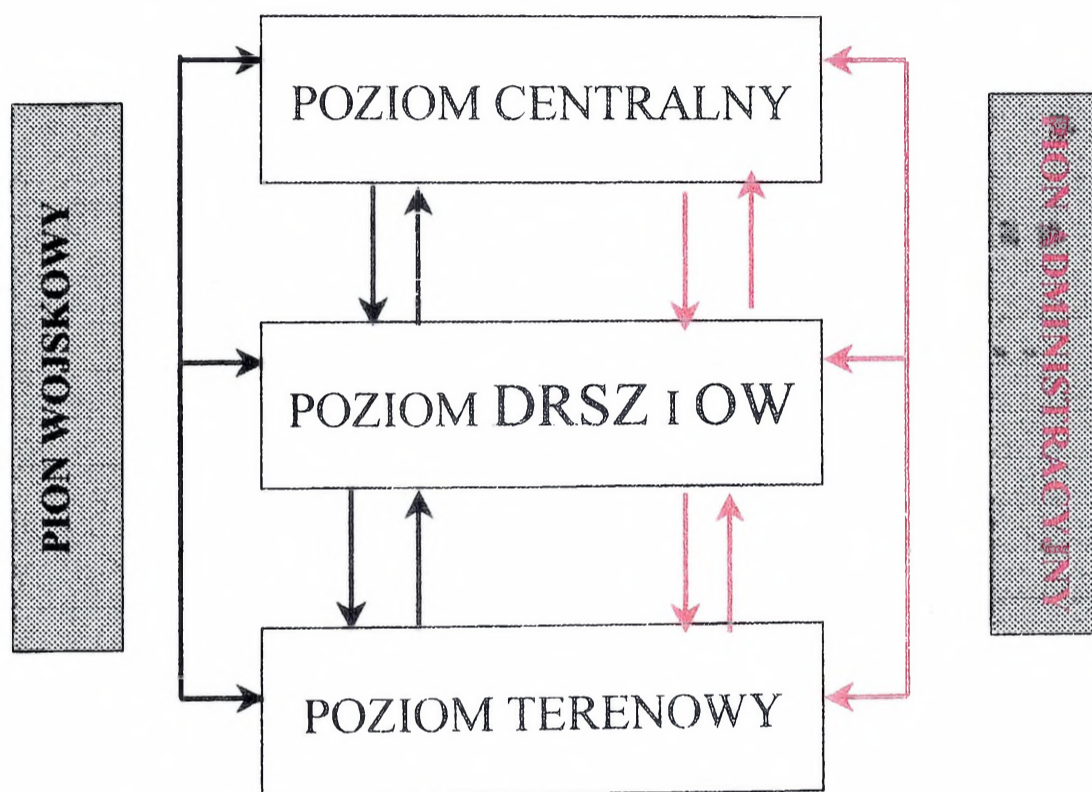 POZIOM CENTRALNY
PION WOJSKOWY
PION ADMINISTRACYJNY
POZIOM DRSZ I OW
POZIOM TERENOWY